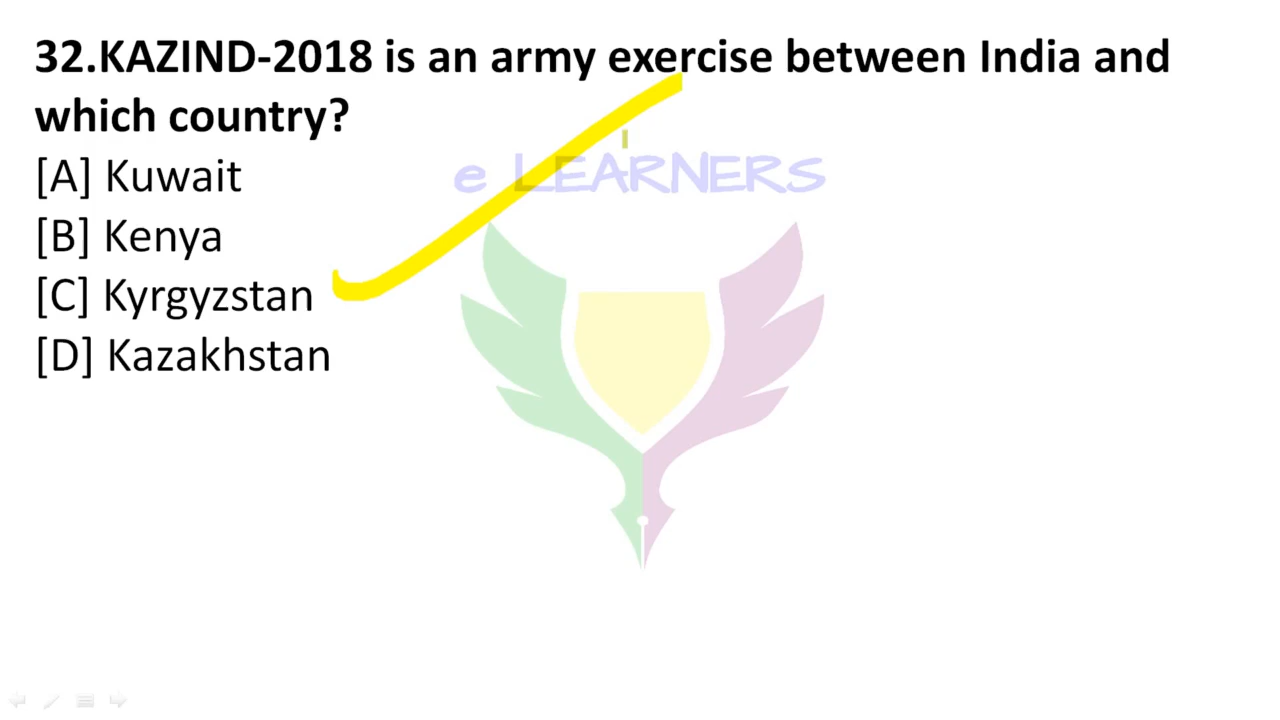 32.KAZIND-2018 is an army exercise between India and
which country?
[A] Kuwait
[B] Kenya
[C] Kyrgyzstan
[D] Kazakhstan
e LEARNERS